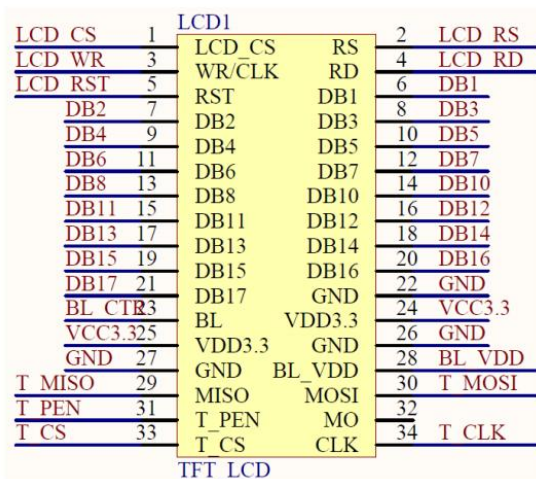 LCD1
LCD_CS 1 LCD_CS RS 2 LCD_RS
LCD_WR 3 WR/CLK RD 4 LCD_RD
LCD_RST 5 RST DB1 6 DB1
DB2 7 DB2 DB3 8 DB3
DB4 9 DB4 DB5 10 DB5
DB6 11 DB6 DB7 12 DB7
DB8 13 DB8 DB10 14 DB10
DB11 15 DB11 DB12 16 DB12
DB13 17 DB13 DB14 18 DB14
DB15 19 DB15 DB16 20 DB16
DB17 21 DB17 GND 22 GND
BL_CTR 23 BL VDD3.3 24 VCC3.3
VCC3.3 25 VDD3.3 GND 26 GND
GND 27 GND BL_VDD 28 BL_VDD
T_MISO 29 MISO MOSI 30 T_MOSI
T_PEN 31 T_PEN MO 32
T_CS 33 T_CS CLK 34 T_CLK
TFT_LCD